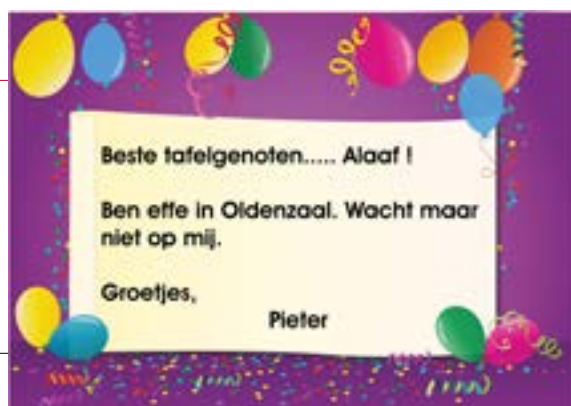 Beste tafelgenoten..... Alaaf !
Ben effe in Oldenzaal. Wacht maar
niet op mij.
Groetjes,
Pieter